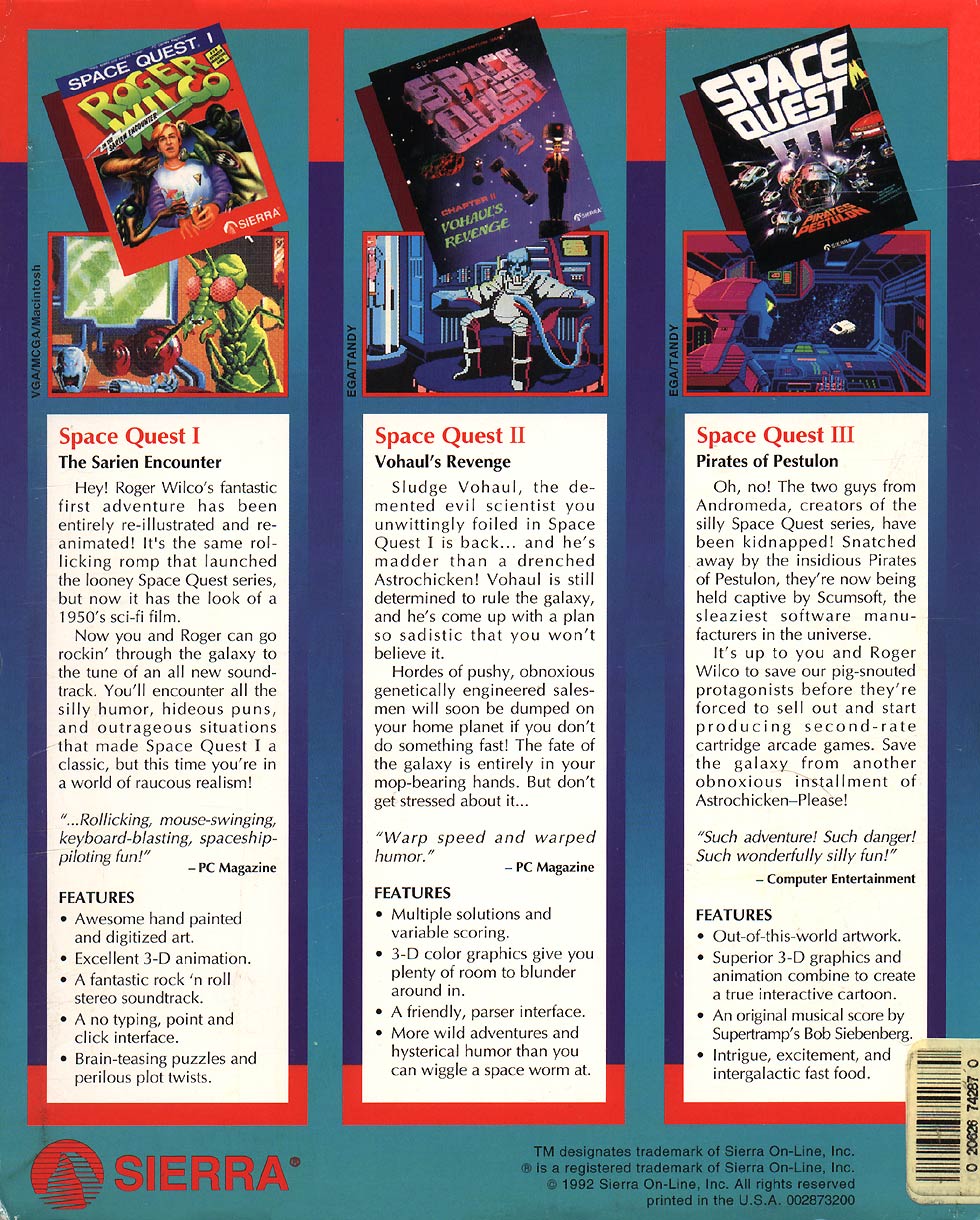 SPACE QUEST I
ROGER
WILCO
SARIEN ENCOUNTER
SIERRA
SPACE
QUEST
II
CHAPTER II
VOHAUL'S
REVENGE
SIERRA
SPACE
QUEST
III
PIRATES OF
PESTULON
SIERRA
VGA/MCGA/Macintosh
EGA/TANDY
EGA/TANDY
Space Quest I
The Sarien Encounter
Hey! Roger Wilco's fantastic
first adventure has been
entirely re-illustrated and re-
animated! It's the same rol-
licking romp that launched
the looney Space Quest series,
but now it has the look of a
1950's sci-fi film.
Now you and Roger can go
rockin' through the galaxy to
the tune of an all new sound-
track. You'll encounter all the
silly humor, hideous puns,
and outrageous situations
that made Space Quest I a
classic, but this time you're in
a world of raucous realism!
"...Rollicking, mouse-swinging,
keyboard-blasting, spaceship-
piloting fun!"
– PC Magazine
FEATURES
• Awesome hand painted
and digitized art.
• Excellent 3-D animation.
• A fantastic rock 'n roll
stereo soundtrack.
• A no typing, point and
click interface.
• Brain-teasing puzzles and
perilous plot twists.
Space Quest II
Vohaul's Revenge
Sludge Vohaul, the de-
mented evil scientist you
unwittingly foiled in Space
Quest I is back... and he's
madder than a drenched
Astrochicken! Vohaul is still
determined to rule the galaxy,
and he's come up with a plan
so sadistic that you won't
believe it.
Hordes of pushy, obnoxious
genetically engineered sales-
men will soon be dumped on
your home planet if you don't
do something fast! The fate of
the galaxy is entirely in your
mop-bearing hands. But don't
get stressed about it...
"Warp speed and warped
humor."
– PC Magazine
FEATURES
• Multiple solutions and
variable scoring.
• 3-D color graphics give you
plenty of room to blunder
around in.
• A friendly, parser interface.
• More wild adventures and
hysterical humor than you
can wiggle a space worm at.
Space Quest III
Pirates of Pestulon
Oh, no! The two guys from
Andromeda, creators of the
silly Space Quest series, have
been kidnapped! Snatched
away by the insidious Pirates
of Pestulon, they're now being
held captive by Scumsoft, the
sleaziest software manu-
facturers in the universe.
It's up to you and Roger
Wilco to save our pig-snouted
protagonists before they're
forced to sell out and start
producing second-rate
cartridge arcade games. Save
the galaxy from another
obnoxious installment of
Astrochicken–Please!
"Such adventure! Such danger!
Such wonderfully silly fun!"
– Computer Entertainment
FEATURES
• Out-of-this-world artwork.
• Superior 3-D graphics and
animation combine to create
a true interactive cartoon.
• An original musical score by
Supertramp's Bob Siebenberg.
• Intrigue, excitement, and
intergalactic fast food.
0 20626 74287 0
SIERRA®
TM designates trademark of Sierra On-Line, Inc.
® is a registered trademark of Sierra On-Line, Inc.
© 1992 Sierra On-Line, Inc. All rights reserved
printed in the U.S.A. 002873200